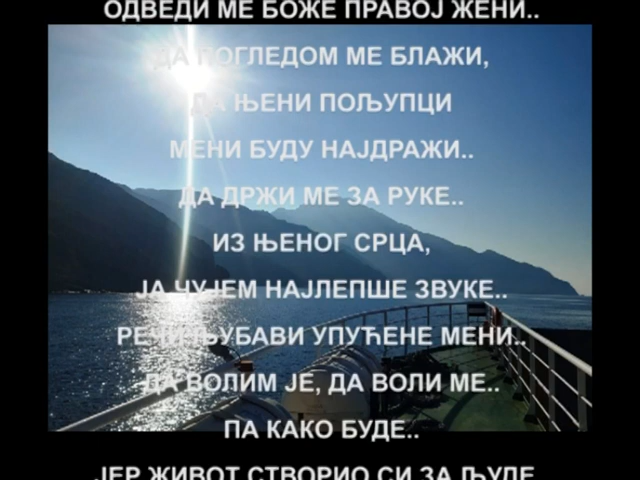 ОДВЕДИ МЕ БОЖЕ ПРАВОЈ ЖЕНИ..
ДА ПОГЛЕДОМ МЕ БЛАЖИ,
ДА ЊЕНИ ПОЉУПЦИ
МЕНИ БУДУ НАЈДРАЖИ..
ДА ДРЖИ МЕ ЗА РУКЕ..
ИЗ ЊЕНОГ СРЦА,
ЈА ЧУЈЕМ НАЈЛЕПШЕ ЗВУКЕ..
РЕЧИ ЉУБАВИ УПУЋЕНЕ МЕНИ..
ДА ВОЛИМ ЈЕ, ДА ВОЛИ МЕ..
ПА КАКО БУДЕ..
ЈЕР ЖИВОТ СТВОРИО СИ ЗА ЉУДЕ